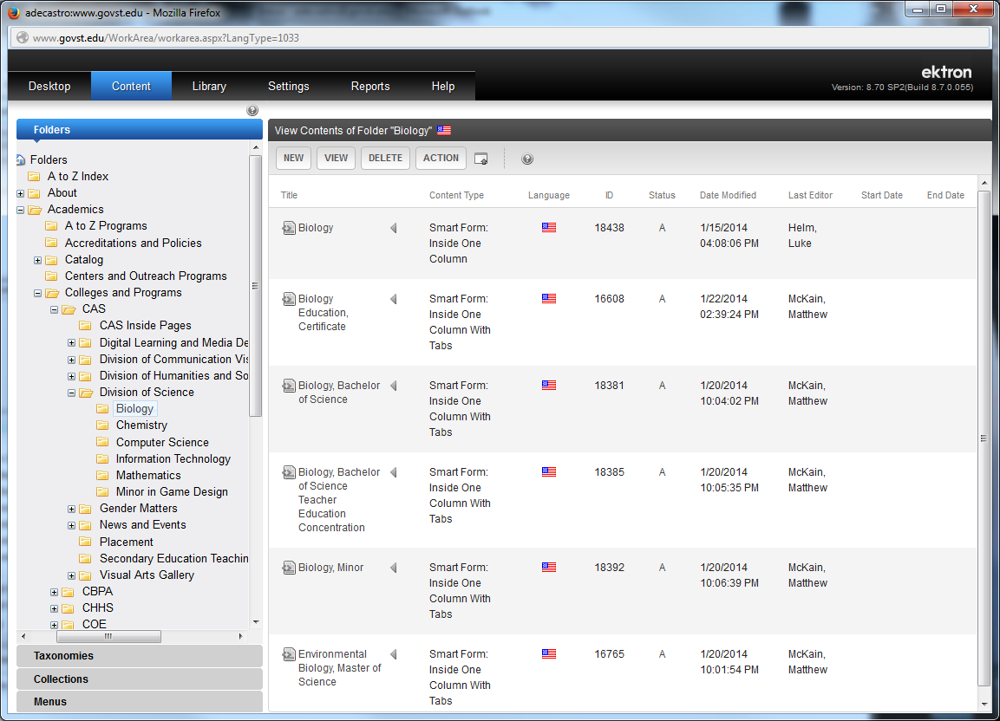 adecastro:www.govst.edu - Mozilla Firefox
www.govst.edu/WorkArea/workarea.aspx?LangType=1033
Desktop
Content
Library
Settings
Reports
Help
ektron
Version: 8.70 SP2(Build 8.7.0.055)
Folders
Folders
A to Z Index
About
Academics
A to Z Programs
Accreditations and Policies
Catalog
Centers and Outreach Programs
Colleges and Programs
CAS
CAS Inside Pages
Digital Learning and Media De
Division of Communication Vis
Division of Humanities and So
Division of Science
Biology
Chemistry
Computer Science
Information Technology
Mathematics
Minor in Game Design
Gender Matters
News and Events
Placement
Secondary Education Teachin
Visual Arts Gallery
CBPA
CHHS
COE
Taxonomies
Collections
Menus
View Contents of Folder "Biology"
NEW
VIEW
DELETE
ACTION
Title Content Type Language ID Status Date Modified Last Editor Start Date End Date
Biology Smart Form: 18438 A 1/15/2014 Helm,
Inside One 04:08:06 PM Luke
Column
Biology Smart Form: 16608 A 1/22/2014 McKain,
Education, Inside One 02:39:24 PM Matthew
Certificate Column With
Tabs
Biology, Bachelor Smart Form: 18381 A 1/20/2014 McKain,
of Science Inside One 10:04:02 PM Matthew
Column With
Tabs
Biology, Bachelor Smart Form: 18385 A 1/20/2014 McKain,
of Science Inside One 10:05:35 PM Matthew
Teacher Column With
Education Tabs
Concentration
Biology, Minor Smart Form: 18392 A 1/20/2014 McKain,
Inside One 10:06:39 PM Matthew
Column With
Tabs
Environmental Smart Form: 16765 A 1/20/2014 McKain,
Biology, Master of Inside One 10:01:54 PM Matthew
Science Column With
Tabs